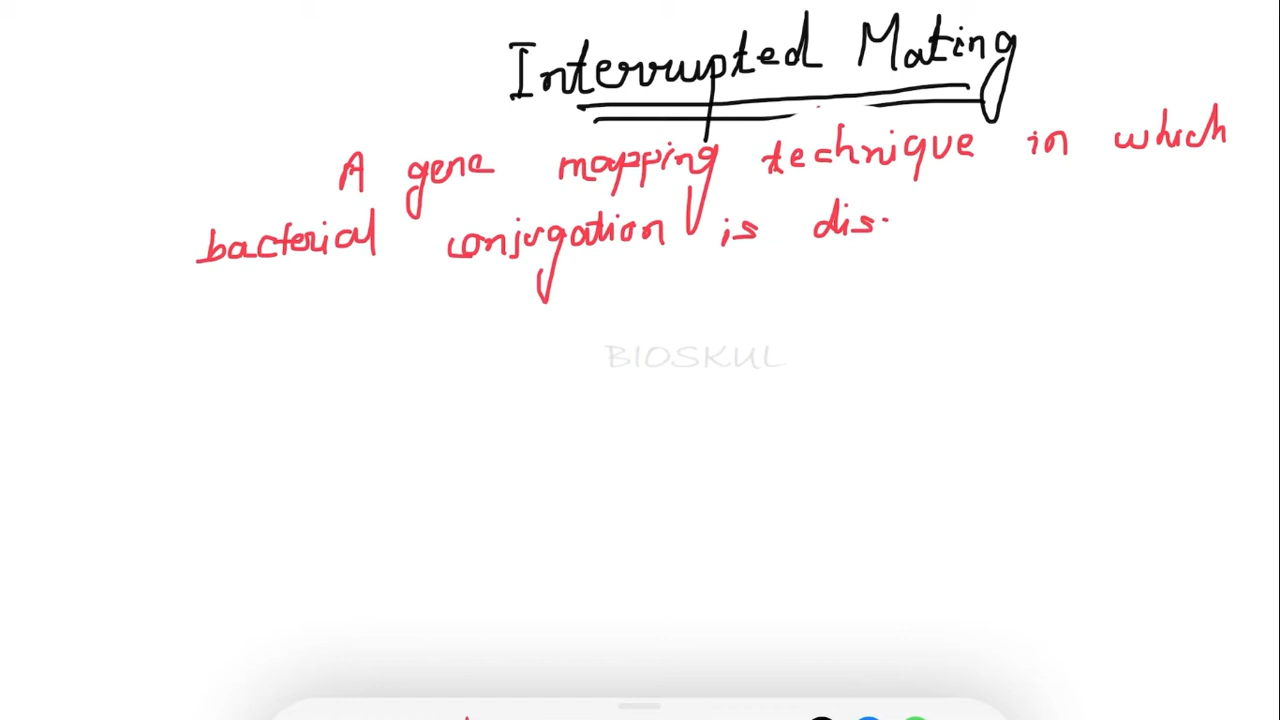 Interrupted Mating
A gene mapping technique in which
bacterial conjugation is dis
BIOSKUL